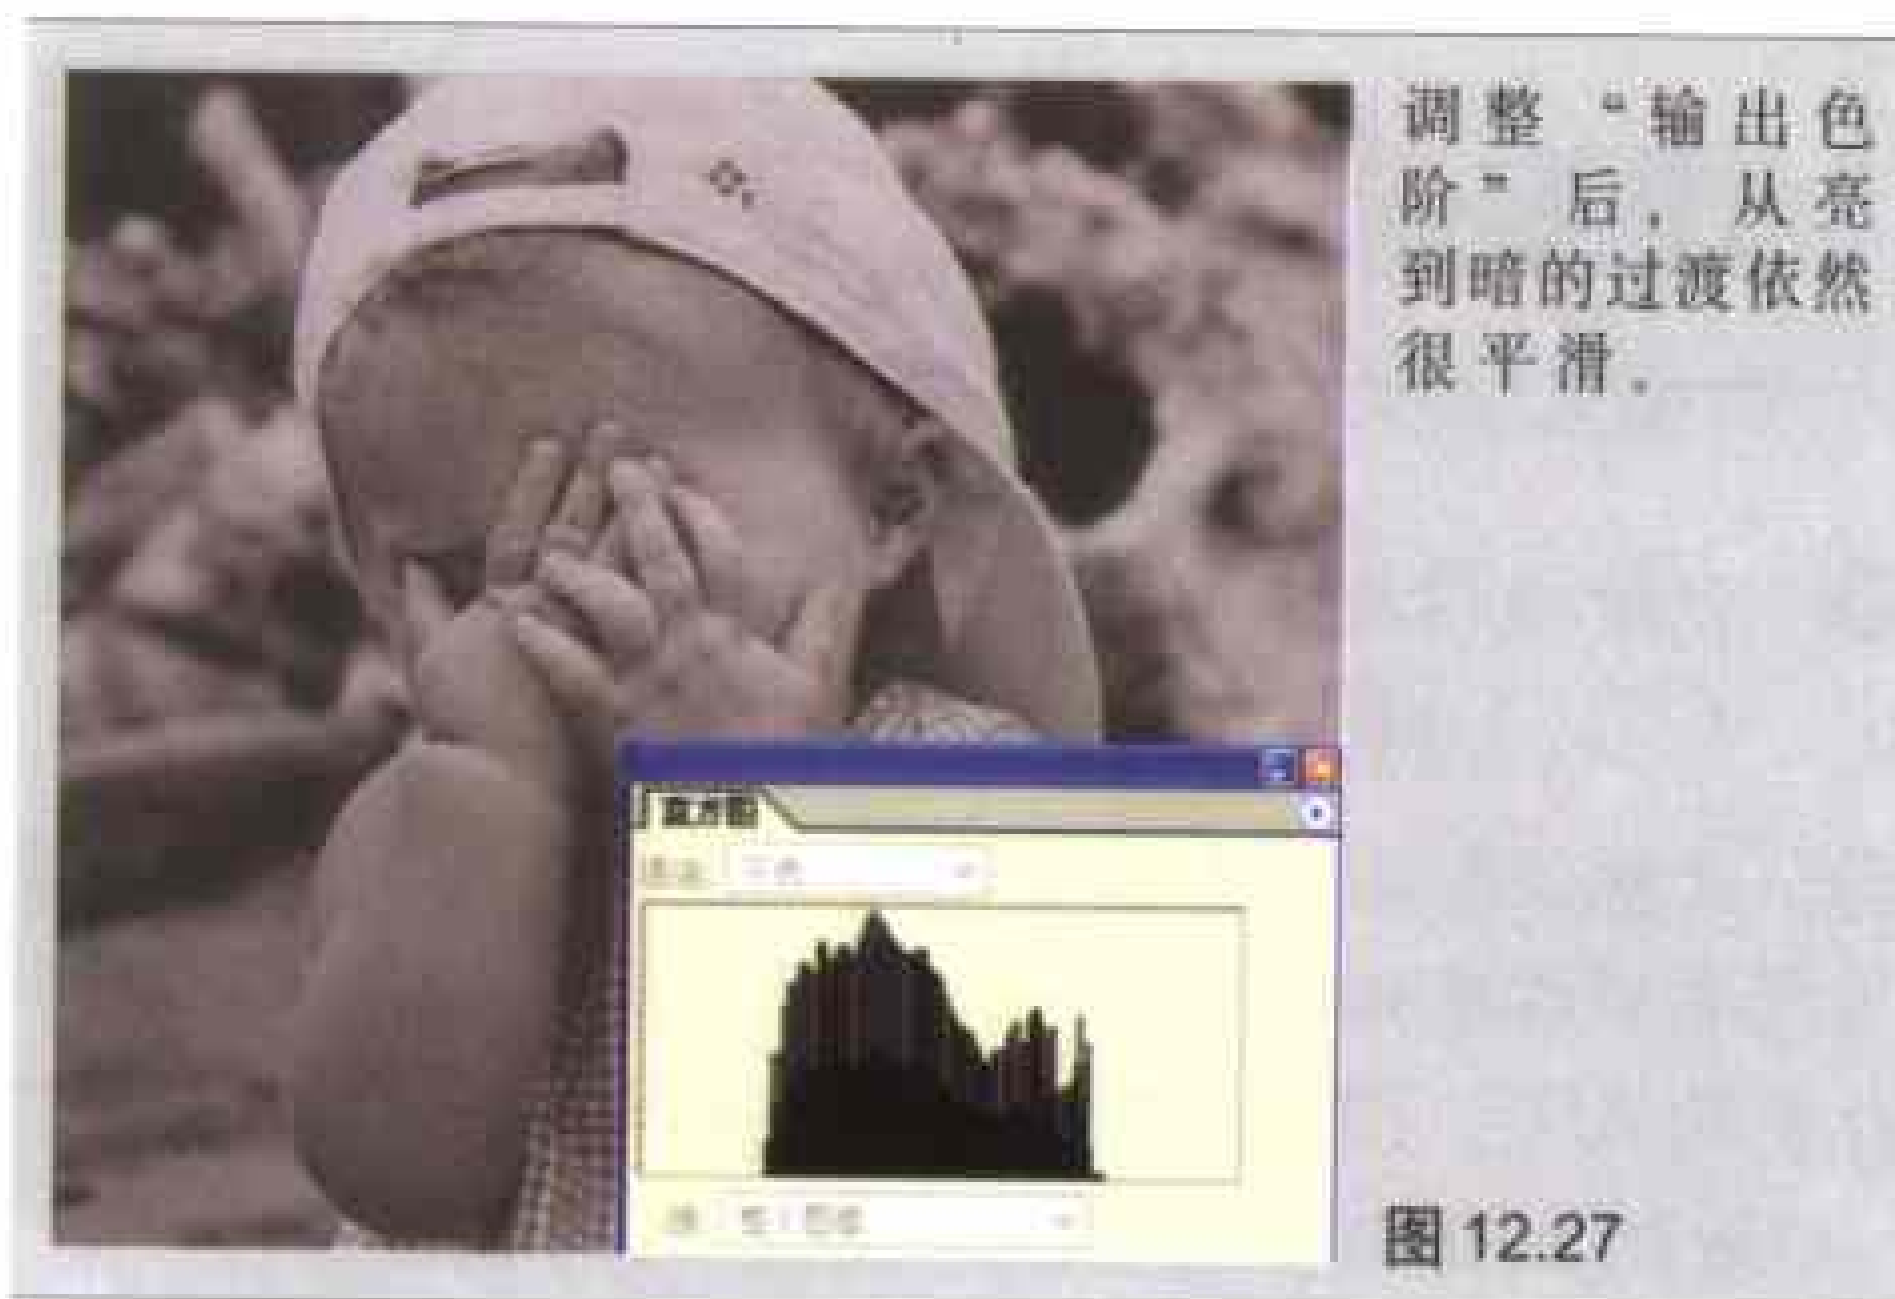 调整“输出色
阶”后，从亮
到暗的过渡依然
很平滑。
直方图
图 12.27